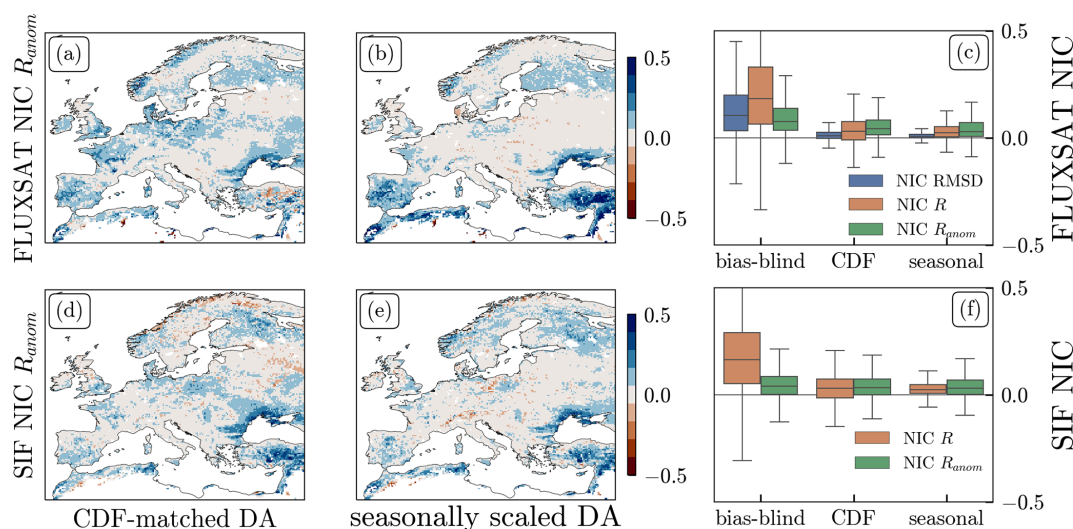 FLUXSAT NIC R_anom
(a)
(b)
0.5
0.0
−0.5
(c)
0.5
0.0
−0.5
NIC RMSD
NIC R
NIC R_anom
bias-blind CDF seasonal
FLUXSAT NIC
SIF NIC R_anom
(d)
(e)
0.5
0.0
−0.5
(f)
0.5
0.0
−0.5
NIC R
NIC R_anom
bias-blind CDF seasonal
SIF NIC
CDF-matched DA
seasonally scaled DA